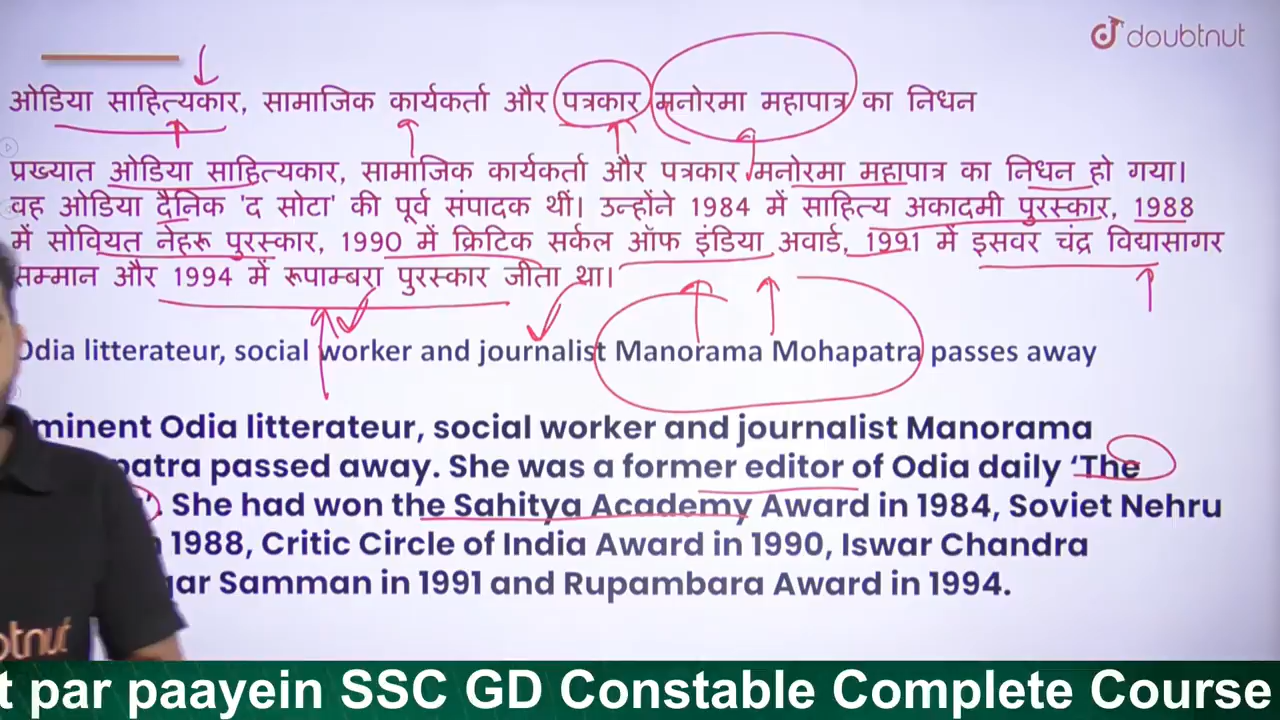 doubtnut
ओडिया साहित्यकार, सामाजिक कार्यकर्ता और पत्रकार मनोरमा महापात्र का निधन
प्रख्यात ओडिया साहित्यकार, सामाजिक कार्यकर्ता और पत्रकार मनोरमा महापात्र का निधन हो गया।
वह ओडिया दैनिक 'द सोटा' की पूर्व संपादक थीं। उन्होंने 1984 में साहित्य अकादमी पुरस्कार, 1988
में सोवियत नेहरू पुरस्कार, 1990 में क्रिटिक सर्कल ऑफ इंडिया अवार्ड, 1991 में इसवर चंद्र विद्यासागर
सम्मान और 1994 में रूपाम्बरा पुरस्कार जीता था।
Odia litterateur, social worker and journalist Manorama Mohapatra passes away
minent Odia litterateur, social worker and journalist Manorama
patra passed away. She was a former editor of Odia daily ‘The
’. She had won the Sahitya Academy Award in 1984, Soviet Nehru
1988, Critic Circle of India Award in 1990, Iswar Chandra
gar Samman in 1991 and Rupambara Award in 1994.
otnut
t par paayein SSC GD Constable Complete Course